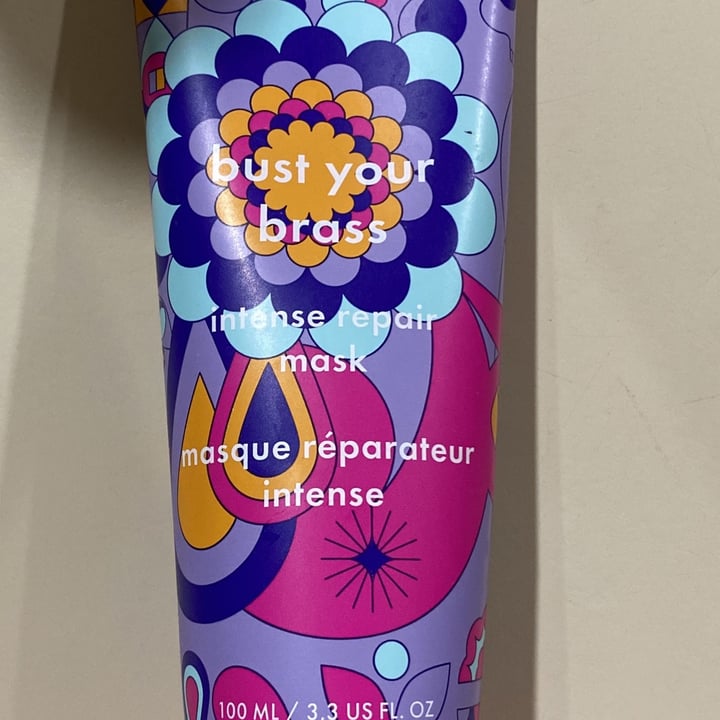 bust your
brass
intense repair
mask
masque réparateur
intense
100 ML / 3.3 US FL. OZ